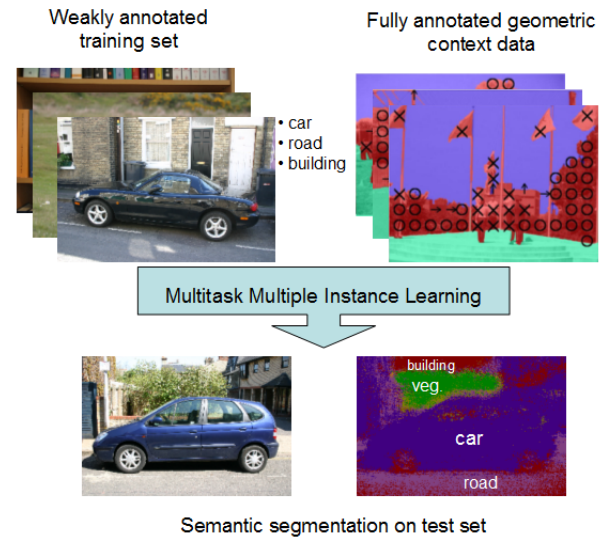 Weakly annotated
training set
Fully annotated geometric
context data
• car
• road
• building
Multitask Multiple Instance Learning
building
veg.
car
road
Semantic segmentation on test set